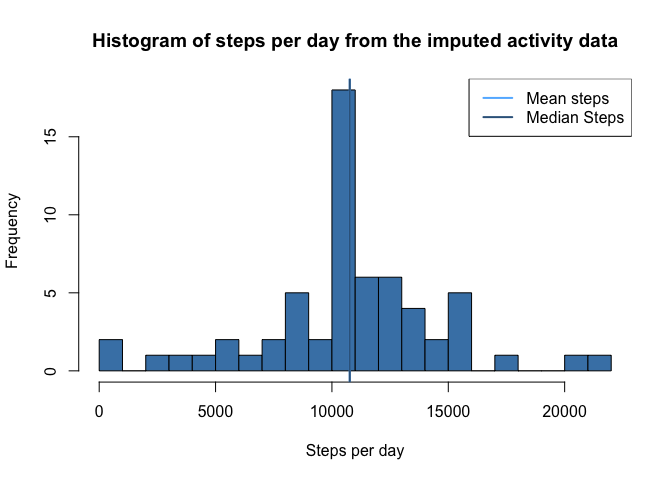 Histogram of steps per day from the imputed activity data
Mean steps
Median Steps
Frequency
15
10
5
0
0 5000 10000 15000 20000
Steps per day